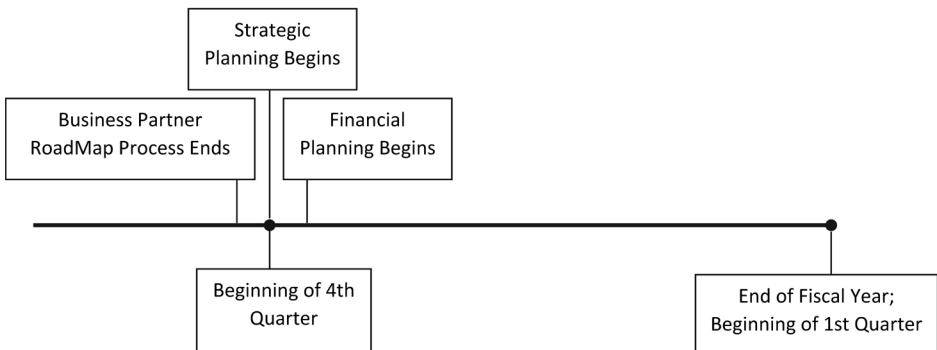 Strategic
Planning Begins
Business Partner
RoadMap Process Ends
Financial
Planning Begins
Beginning of 4th
Quarter
End of Fiscal Year;
Beginning of 1st Quarter